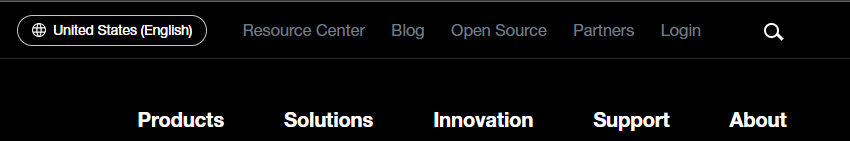 United States (English) Resource Center Blog Open Source Partners Login
Products Solutions Innovation Support About